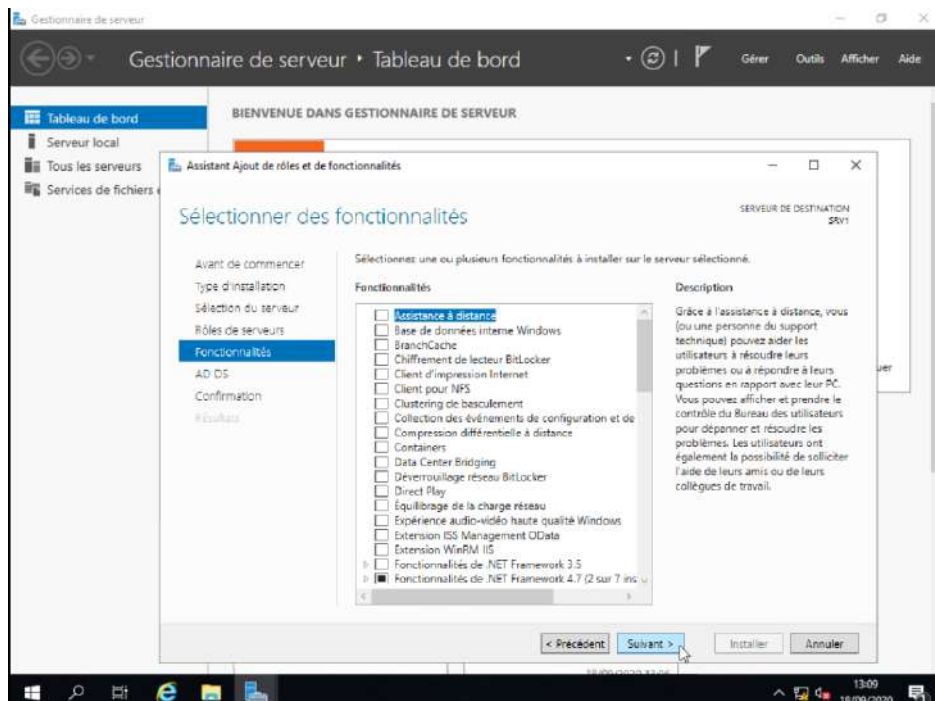 Gestionnaire de serveur
Gestionnaire de serveur • Tableau de bord
Gérer Outils Afficher Aide
Tableau de bord
Serveur local
Tous les serveurs
Services de fichiers
BIENVENUE DANS GESTIONNAIRE DE SERVEUR
Assistant Ajout de rôles et de fonctionnalités
Sélectionner des fonctionnalités
SERVEUR DE DESTINATION
SRV1
Avant de commencer
Type d'installation
Sélection du serveur
Rôles de serveurs
Fonctionnalités
AD DS
Confirmation
Résultats
Sélectionnez une ou plusieurs fonctionnalités à installer sur le serveur sélectionné.
Fonctionnalités
Assistance à distance
Base de données interne Windows
BranchCache
Chiffrement de lecteur BitLocker
Client d'impression Internet
Client pour NFS
Clustering de basculement
Collection des événements de configuration et de
Compression différentielle à distance
Containers
Data Center Bridging
Déverrouillage réseau BitLocker
Direct Play
Équilibrage de la charge réseau
Expérience audio-vidéo haute qualité Windows
Extension ISS Management OData
Extension WinRM IIS
Fonctionnalités de .NET Framework 3.5
Fonctionnalités de .NET Framework 4.7 (2 sur 7 ins
Description
Grâce à l'assistance à distance, vous
(ou une personne du support
technique) pouvez aider les
utilisateurs à résoudre leurs
problèmes ou à répondre à leurs
questions en rapport avec leur PC.
Vous pouvez afficher et prendre le
contrôle du Bureau des utilisateurs
pour dépanner et résoudre les
problèmes. Les utilisateurs ont
également la possibilité de solliciter
l'aide de leurs amis ou de leurs
collègues de travail.
uer
< Précédent Suivant > Installer Annuler
13:09
18/09/2020